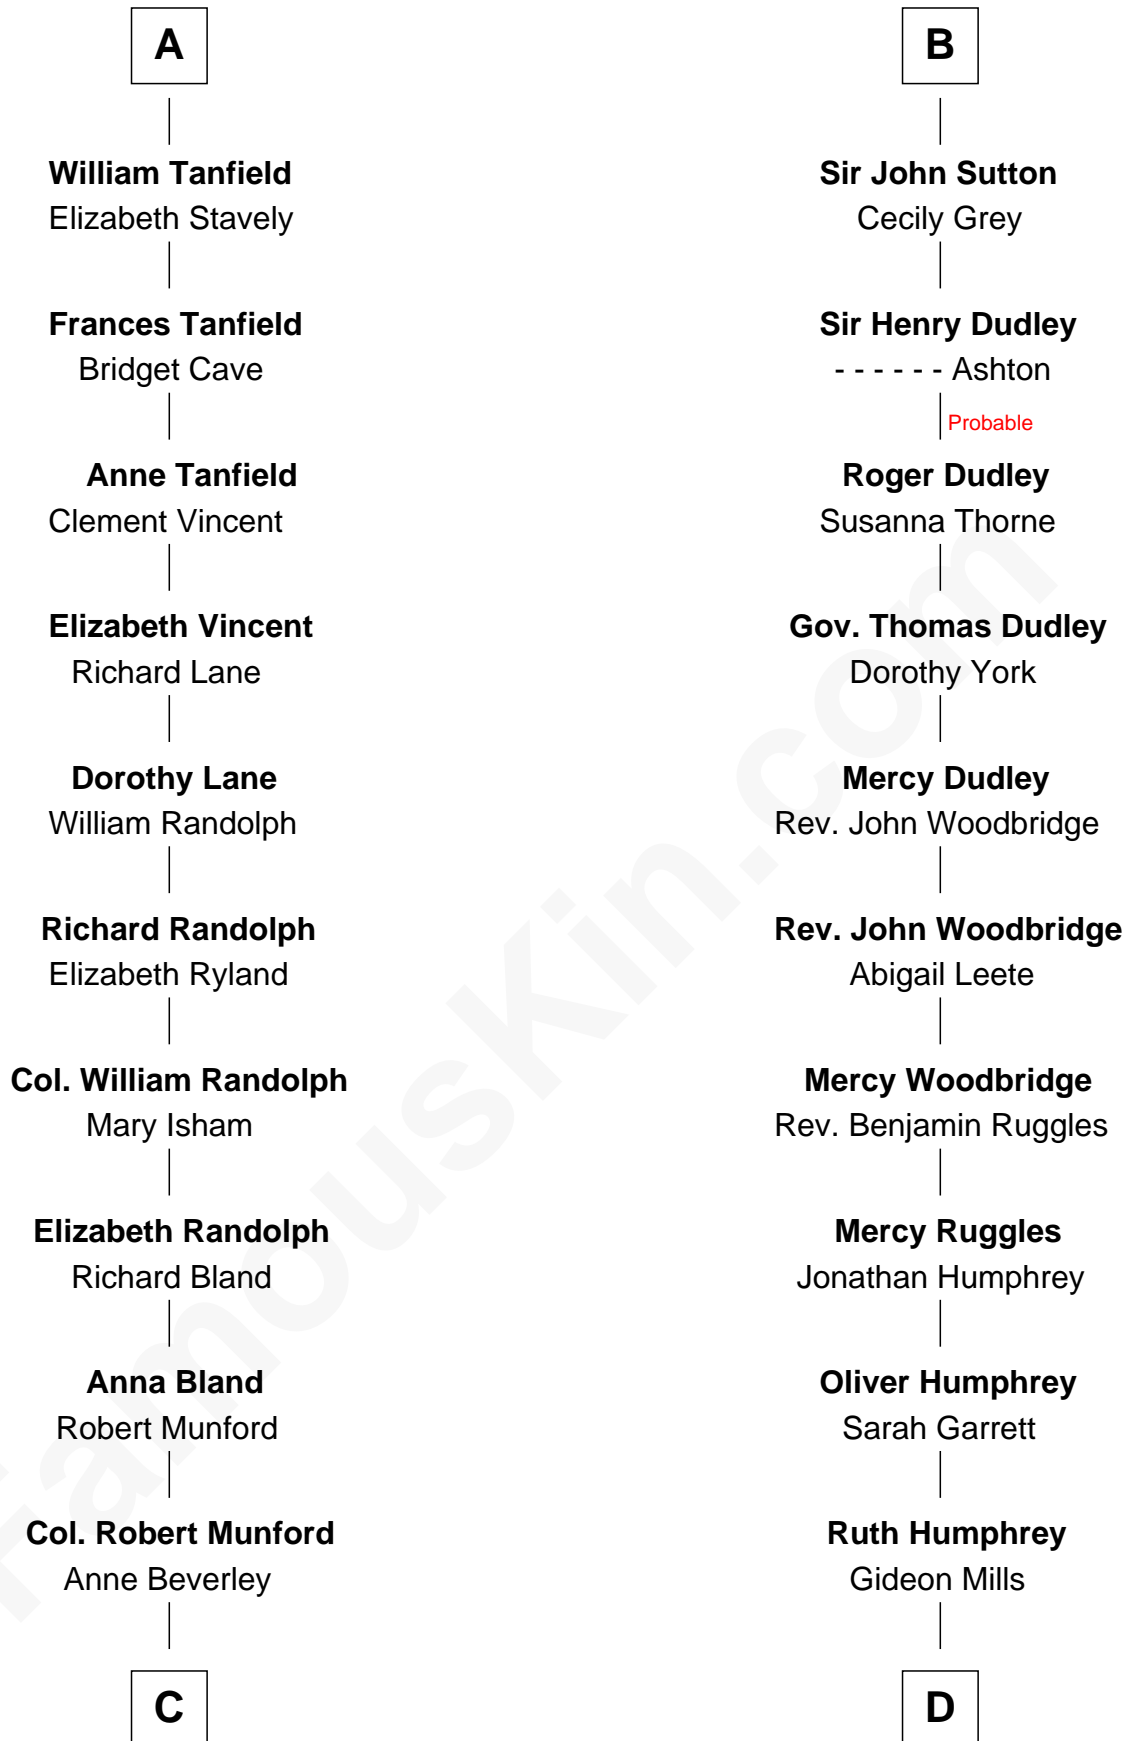 A
William Tanfield
Elizabeth Stavely
Frances Tanfield
Bridget Cave
Anne Tanfield
Clement Vincent
Elizabeth Vincent
Richard Lane
Dorothy Lane
William Randolph
Richard Randolph
Elizabeth Ryland
Col. William Randolph
Mary Isham
Elizabeth Randolph
Richard Bland
Anna Bland
Robert Munford
Col. Robert Munford
Anne Beverley
C
B
Sir John Sutton
Cecily Grey
Sir Henry Dudley
- - - - - - Ashton
Probable
Roger Dudley
Susanna Thorne
Gov. Thomas Dudley
Dorothy York
Mercy Dudley
Rev. John Woodbridge
Rev. John Woodbridge
Abigail Leete
Mercy Woodbridge
Rev. Benjamin Ruggles
Mercy Ruggles
Jonathan Humphrey
Oliver Humphrey
Sarah Garrett
Ruth Humphrey
Gideon Mills
D
FamousKin.com